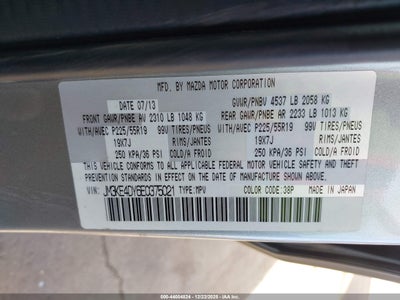 MFD. BY MAZDA MOTOR CORPORATION
DATE 07/13 GVWR/PNBV 4537 LB 2058 KG
FRONT GAWR/PNBE AV 2310 LB 1048 KG REAR GAWR/PNBE AR 2233 LB 1013 KG
WITH/AVEC P225/55R19 99V TIRES/PNEUS WITH/AVEC P225/55R19 99V TIRES/PNEUS
19X7J RIMS/JANTES 19X7J RIMS/JANTES
250 KPA/36 PSI COLD/A FROID 250 KPA/36 PSI COLD/A FROID
THIS VEHICLE CONFORMS TO ALL APPLICABLE FEDERAL MOTOR VEHICLE SAFETY, BUMPER,
AND THEFT PREVENTION STANDARDS IN EFFECT ON THE DATE OF MANUFACTURE SHOWN ABOVE.
VIN: JM3KE4DY6E0375021 TYPE:MPV COLOR CODE:38P MADE IN JAPAN